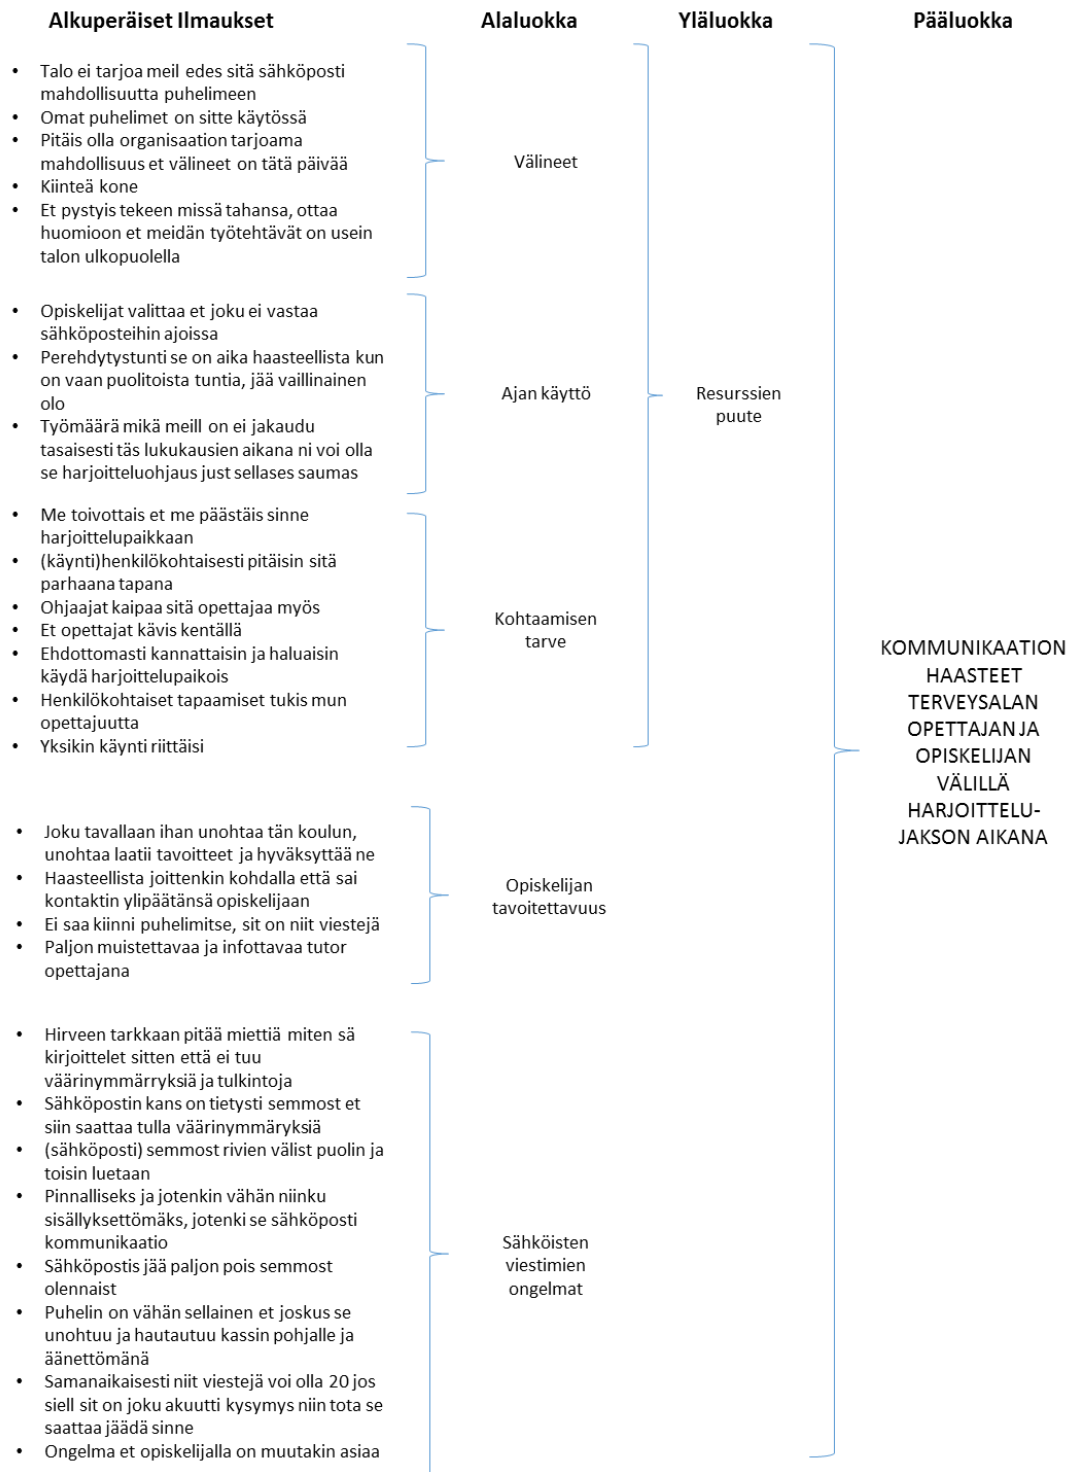 Alkuperäiset Ilmaukset
Alaluokka
Yläluokka
Pääluokka
• Talo ei tarjoa meil edes sitä sähköposti
mahdollisuutta puhelimeen
• Omat puhelimet on sitte käytössä
• Pitäis olla organisaation tarjoama
mahdollisuus et välineet on tätä päivää
• Kiinteä kone
• Et pystyis tekeen missä tahansa, ottaa
huomioon et meidän työtehtävät on usein
talon ulkopuolella
Välineet
• Opiskelijat valittaa et joku ei vastaa
sähköposteihin ajoissa
• Perehdytystunti se on aika haasteellista kun
on vaan puolitoista tuntia, jää vaillinainen
olo
• Työmäärä mikä meill on ei jakaudu
tasaisesti täs lukukausien aikana ni voi olla
se harjoitteluohjaus just sellases saumas
Ajan käyttö
Resurssien
puute
• Me toivottais et me päästäis sinne
harjoittelupaikkaan
• (käynti)henkilökohtaisesti pitäisin sitä
parhaana tapana
• Ohjaajat kaipaa sitä opettajaa myös
• Et opettajat kävis kentällä
• Ehdottomasti kannattaisin ja haluaisin
käydä harjoittelupaikois
• Henkilökohtaiset tapaamiset tukis mun
opettajuutta
• Yksikin käynti riittäisi
Kohtaamisen
tarve
KOMMUNIKAATION
HAASTEET
TERVEYSALAN
OPETTAJAN JA
OPISKELIJAN
VÄLILLÄ
HARJOITTELU-
JAKSON AIKANA
• Joku tavallaan ihan unohtaa tän koulun,
unohtaa laatii tavoitteet ja hyväksyttää ne
• Haasteellista joittenkin kohdalla että sai
kontaktin ylipäätänsä opiskelijaan
• Ei saa kiinni puhelimitse, sit on niit viestejä
• Paljon muistettavaa ja infottavaa tutor
opettajana
Opiskelijan
tavoitettavuus
• Hirveen tarkkaan pitää miettiä miten sä
kirjoittelet sitten että ei tuu
väärinymmärryksiä ja tulkintoja
• Sähköpostin kans on tietysti semmost et
siin saattaa tulla väärinymmäryksiä
• (sähköposti) semmost rivien välist puolin ja
toisin luetaan
• Pinnalliseks ja jotenkin vähän niinku
sisällyksettömäks, jotenki se sähköposti
kommunikaatio
• Sähköpostis jää paljon pois semmost
olennaist
• Puhelin on vähän sellainen et joskus se
unohtuu ja hautautuu kassin pohjalle ja
äänettömänä
• Samanaikaisesti niit viestejä voi olla 20 jos
siell sit on joku akuutti kysymys niin tota se
saattaa jäädä sinne
• Ongelma et opiskelijalla on muutakin asiaa
Sähköisten
viestimien
ongelmat